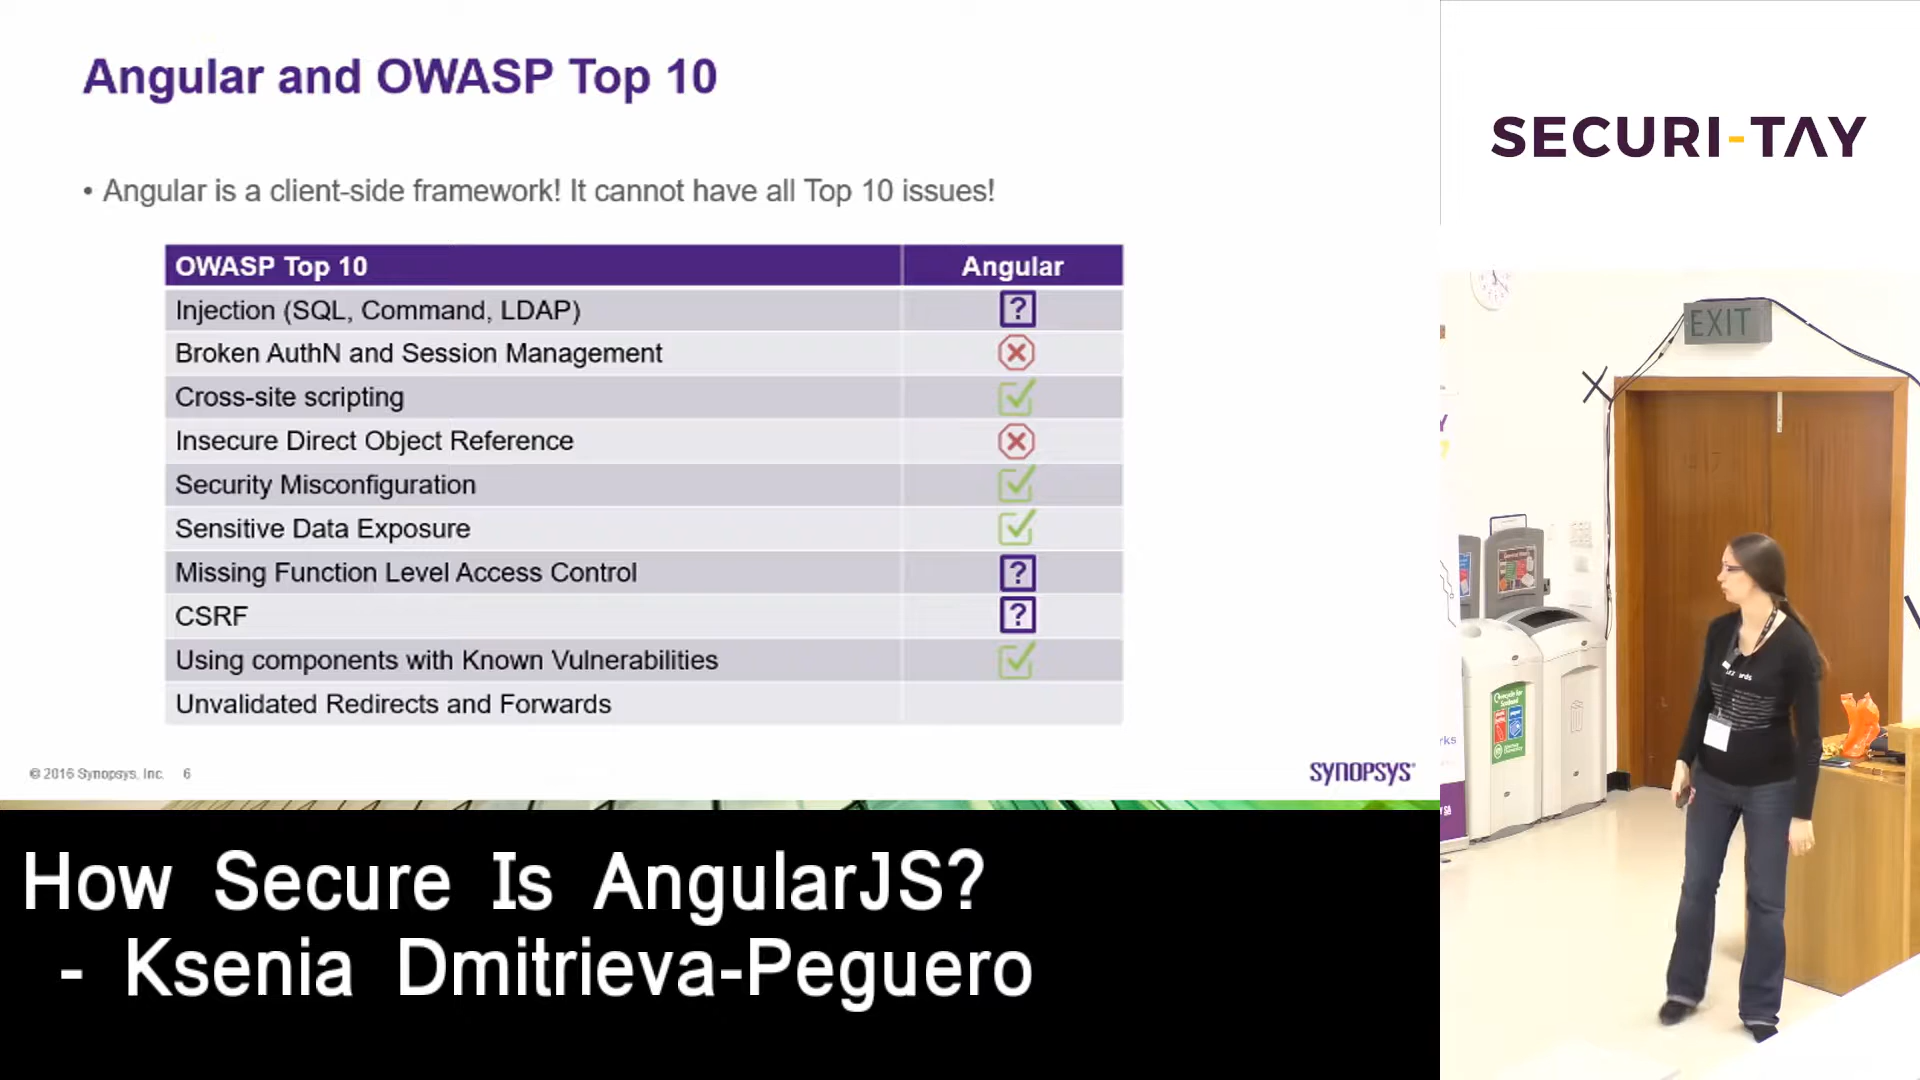 Angular and OWASP Top 10
SECURI-TAY
• Angular is a client-side framework! It cannot have all Top 10 issues!
OWASP Top 10 Angular
Injection (SQL, Command, LDAP) ?
Broken AuthN and Session Management
Cross-site scripting
Insecure Direct Object Reference
Security Misconfiguration
Sensitive Data Exposure
Missing Function Level Access Control ?
CSRF ?
Using components with Known Vulnerabilities
Unvalidated Redirects and Forwards
© 2016 Synopsys, Inc. 6
SYNOPSYS
EXIT
How Secure Is AngularJS?
- Ksenia Dmitrieva-Peguero